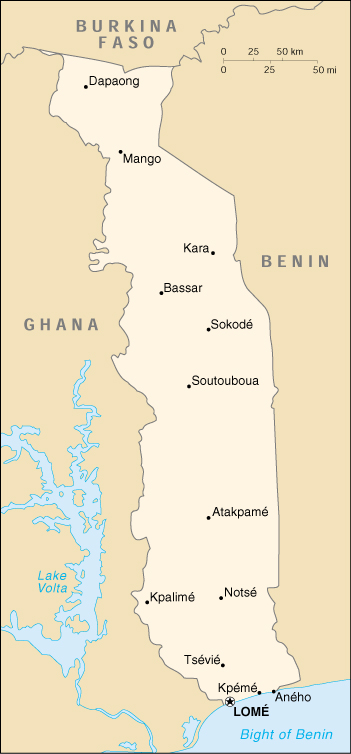 BURKINA
FASO
0 25 50 km
0 25 50 mi
Dapaong
Mango
Kara
BENIN
Bassar
GHANA
Sokodé
Soutouboua
Atakpamé
Lake
Volta
Kpalimé
Notsé
Tsévié
Kpémé
Aného
LOMÉ
Bight of Benin